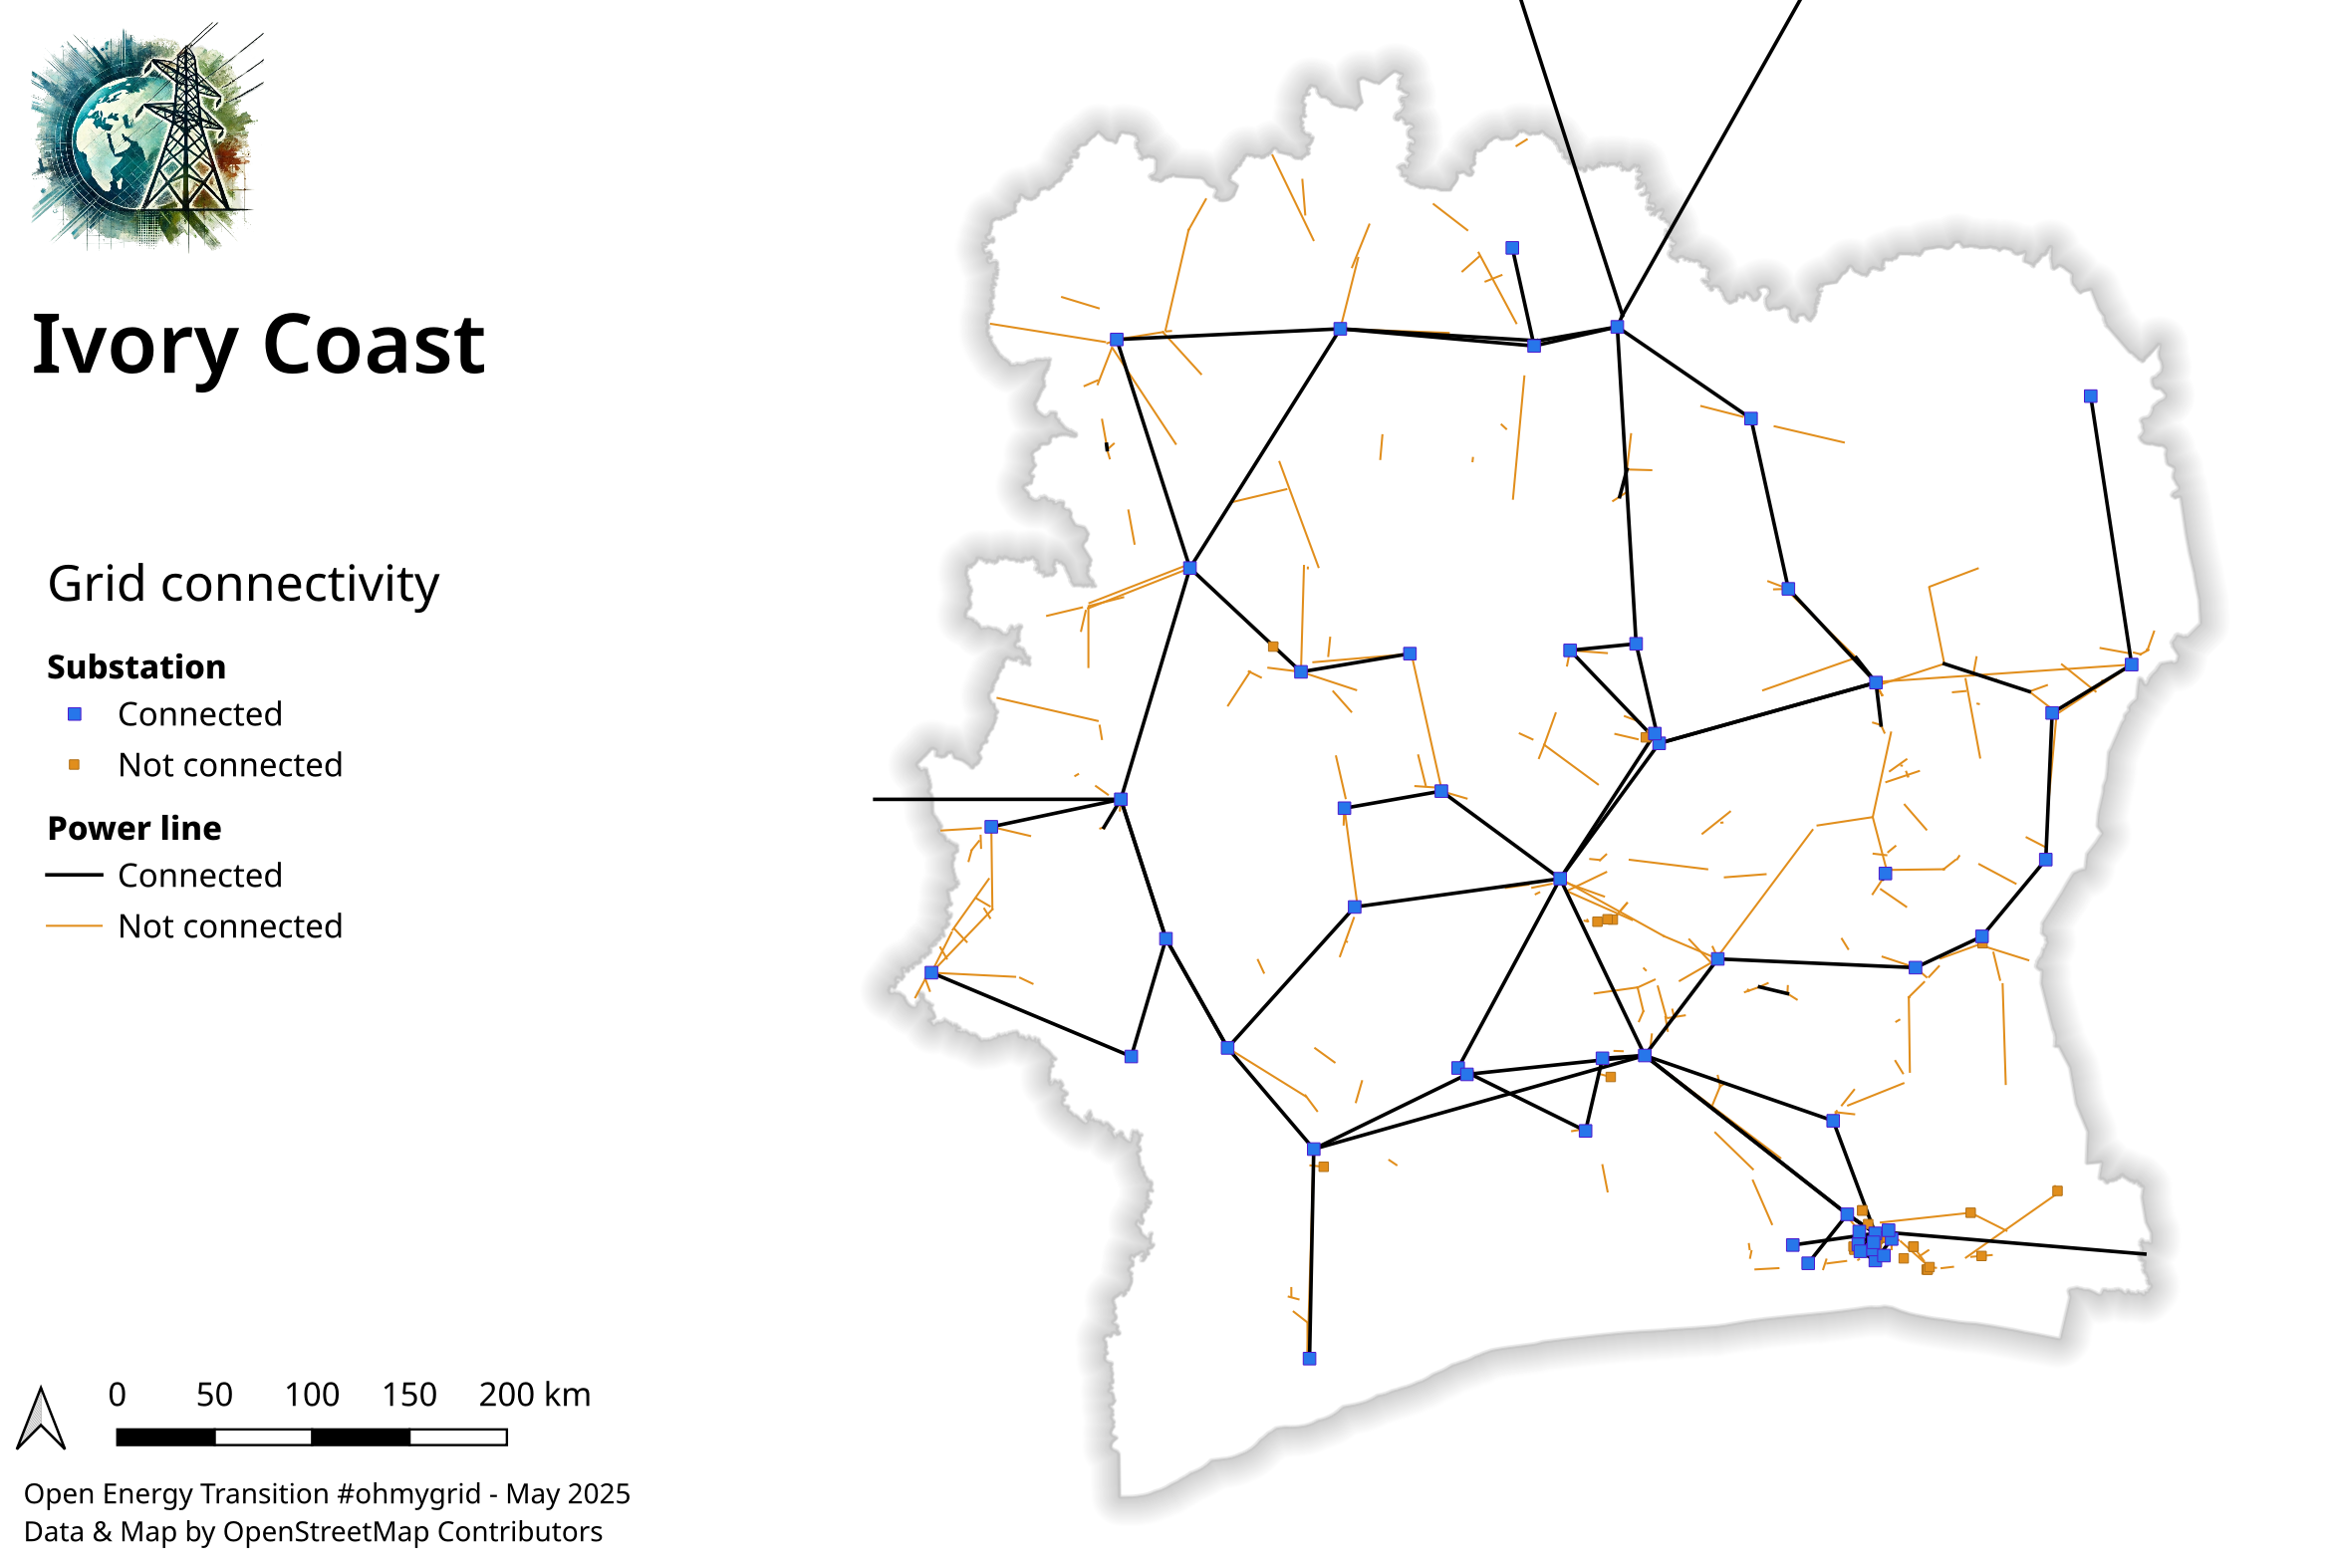 Ivory Coast
Grid connectivity
Substation
Connected
Not connected
Power line
Connected
Not connected
0 50 100 150 200 km
Open Energy Transition #ohmygrid - May 2025
Data & Map by OpenStreetMap Contributors